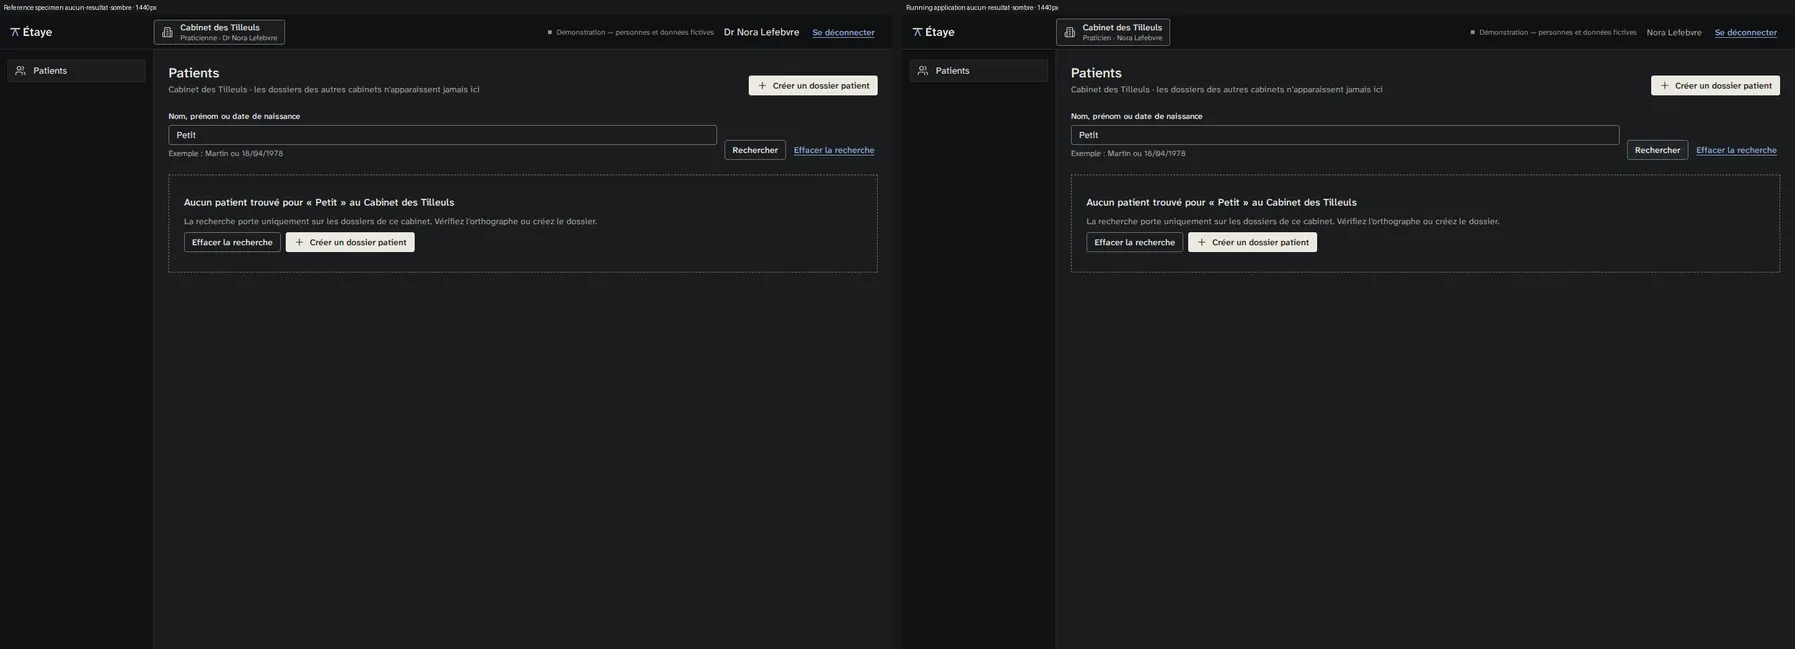 Reference specimen aucun-resultat-sombre · 1440px
Étaye
Cabinet des Tilleuls
Praticienne · Dr Nora Lefebvre
Démonstration — personnes et données fictives
Dr Nora Lefebvre
Se déconnecter
Patients
Patients
Cabinet des Tilleuls · les dossiers des autres cabinets n'apparaissent jamais ici
Créer un dossier patient
Nom, prénom ou date de naissance
Petit
Exemple : Martin ou 18/04/1978
Rechercher
Effacer la recherche
Aucun patient trouvé pour « Petit » au Cabinet des Tilleuls
La recherche porte uniquement sur les dossiers de ce cabinet. Vérifiez l'orthographe ou créez le dossier.
Effacer la recherche
Créer un dossier patient
Running application aucun-resultat-sombre · 1440px
Étaye
Cabinet des Tilleuls
Praticien · Nora Lefebvre
Démonstration — personnes et données fictives
Nora Lefebvre
Se déconnecter
Patients
Patients
Cabinet des Tilleuls · les dossiers des autres cabinets n'apparaissent jamais ici
Créer un dossier patient
Nom, prénom ou date de naissance
Petit
Exemple : Martin ou 18/04/1978
Rechercher
Effacer la recherche
Aucun patient trouvé pour « Petit » au Cabinet des Tilleuls
La recherche porte uniquement sur les dossiers de ce cabinet. Vérifiez l'orthographe ou créez le dossier.
Effacer la recherche
Créer un dossier patient